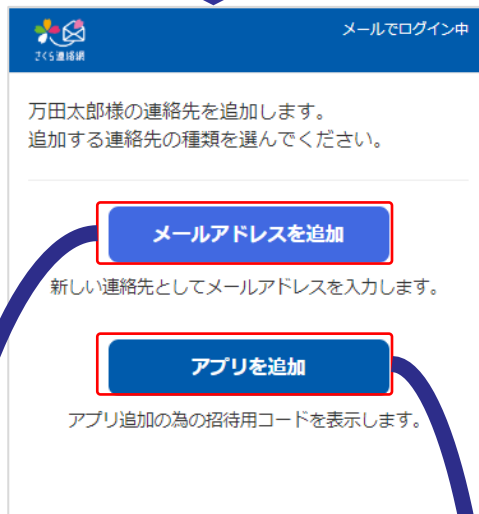 メールでログイン中
さくら連絡網
万田太郎様の連絡先を追加します。
追加する連絡先の種類を選んでください。
メールアドレスを追加
新しい連絡先としてメールアドレスを入力します。
アプリを追加
アプリ追加の為の招待用コードを表示します。